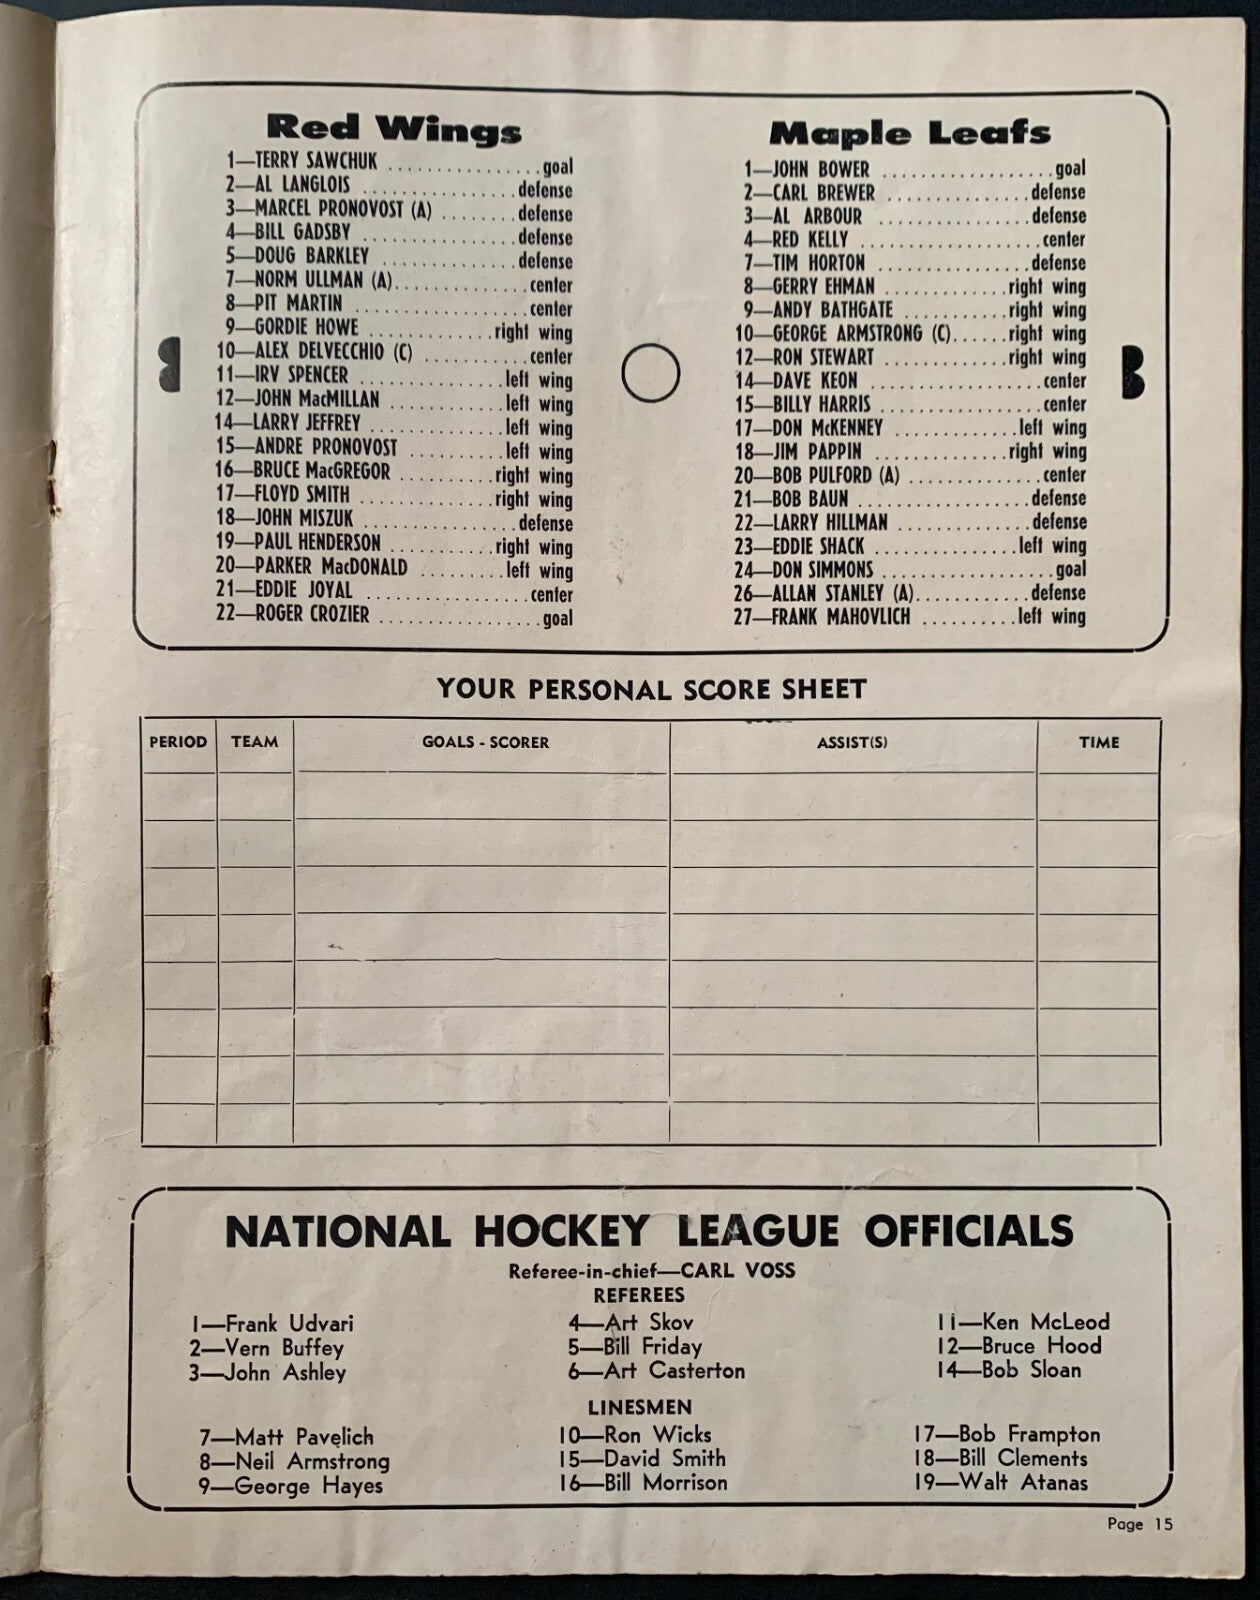 Red Wings
1—TERRY SAWCHUK ................goal
2—AL LANGLOIS ................defense
3—MARCEL PRONOVOST (A) ........defense
4—BILL GADSBY ................defense
5—DOUG BARKLEY ...............defense
7—NORM ULLMAN (A)..............center
8—PIT MARTIN ..................center
9—GORDIE HOWE .............right wing
10—ALEX DELVECCHIO (C) ...........center
11—IRV SPENCER ...............left wing
12—JOHN MacMILLAN ............left wing
14—LARRY JEFFREY ..............left wing
15—ANDRE PRONOVOST ..........left wing
16—BRUCE MacGREGOR ..........right wing
17—FLOYD SMITH ..............right wing
18—JOHN MISZUK ................defense
19—PAUL HENDERSON ...........right wing
20—PARKER MacDONALD .........left wing
21—EDDIE JOYAL .................center
22—ROGER CROZIER .................goal
Maple Leafs
1—JOHN BOWER ..................goal
2—CARL BREWER ...............defense
3—AL ARBOUR ..................defense
4—RED KELLY ...................center
7—TIM HORTON ................defense
8—GERRY EHMAN .............right wing
9—ANDY BATHGATE ...........right wing
10—GEORGE ARMSTRONG (C)......right wing
12—RON STEWART .............right wing
14—DAVE KEON ..................center
15—BILLY HARRIS .................center
17—DON McKENNEY .............left wing
18—JIM PAPPIN ...............right wing
20—BOB PULFORD (A) ..............center
21—BOB BAUN ..................defense
22—LARRY HILLMAN ..............defense
23—EDDIE SHACK ...............left wing
24—DON SIMMONS ..................goal
26—ALLAN STANLEY (A)............defense
27—FRANK MAHOVLICH ..........left wing
YOUR PERSONAL SCORE SHEET
PERIOD TEAM GOALS - SCORER ASSIST(S) TIME
NATIONAL HOCKEY LEAGUE OFFICIALS
Referee-in-chief—CARL VOSS
REFEREES
1—Frank Udvari 4—Art Skov 11—Ken McLeod
2—Vern Buffey 5—Bill Friday 12—Bruce Hood
3—John Ashley 6—Art Casterton 14—Bob Sloan
LINESMEN
7—Matt Pavelich 10—Ron Wicks 17—Bob Frampton
8—Neil Armstrong 15—David Smith 18—Bill Clements
9—George Hayes 16—Bill Morrison 19—Walt Atanas
Page 15